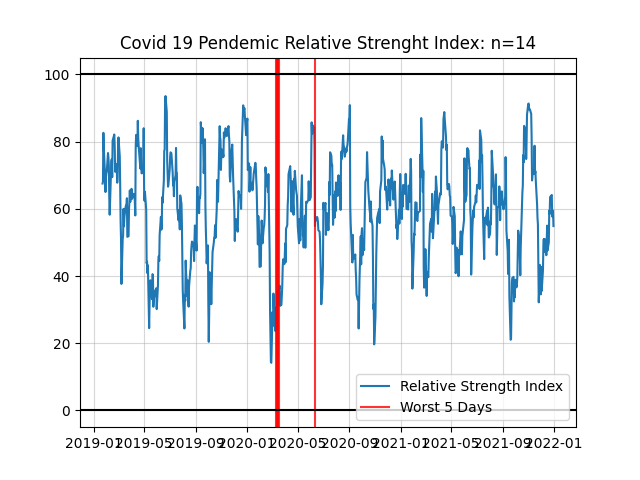 Covid 19 Pendemic Relative Strenght Index: n=14
100
80
60
40
20
0
Relative Strength Index
Worst 5 Days
2019-01 2019-05 2019-09 2020-01 2020-05 2020-09 2021-01 2021-05 2021-09 2022-01